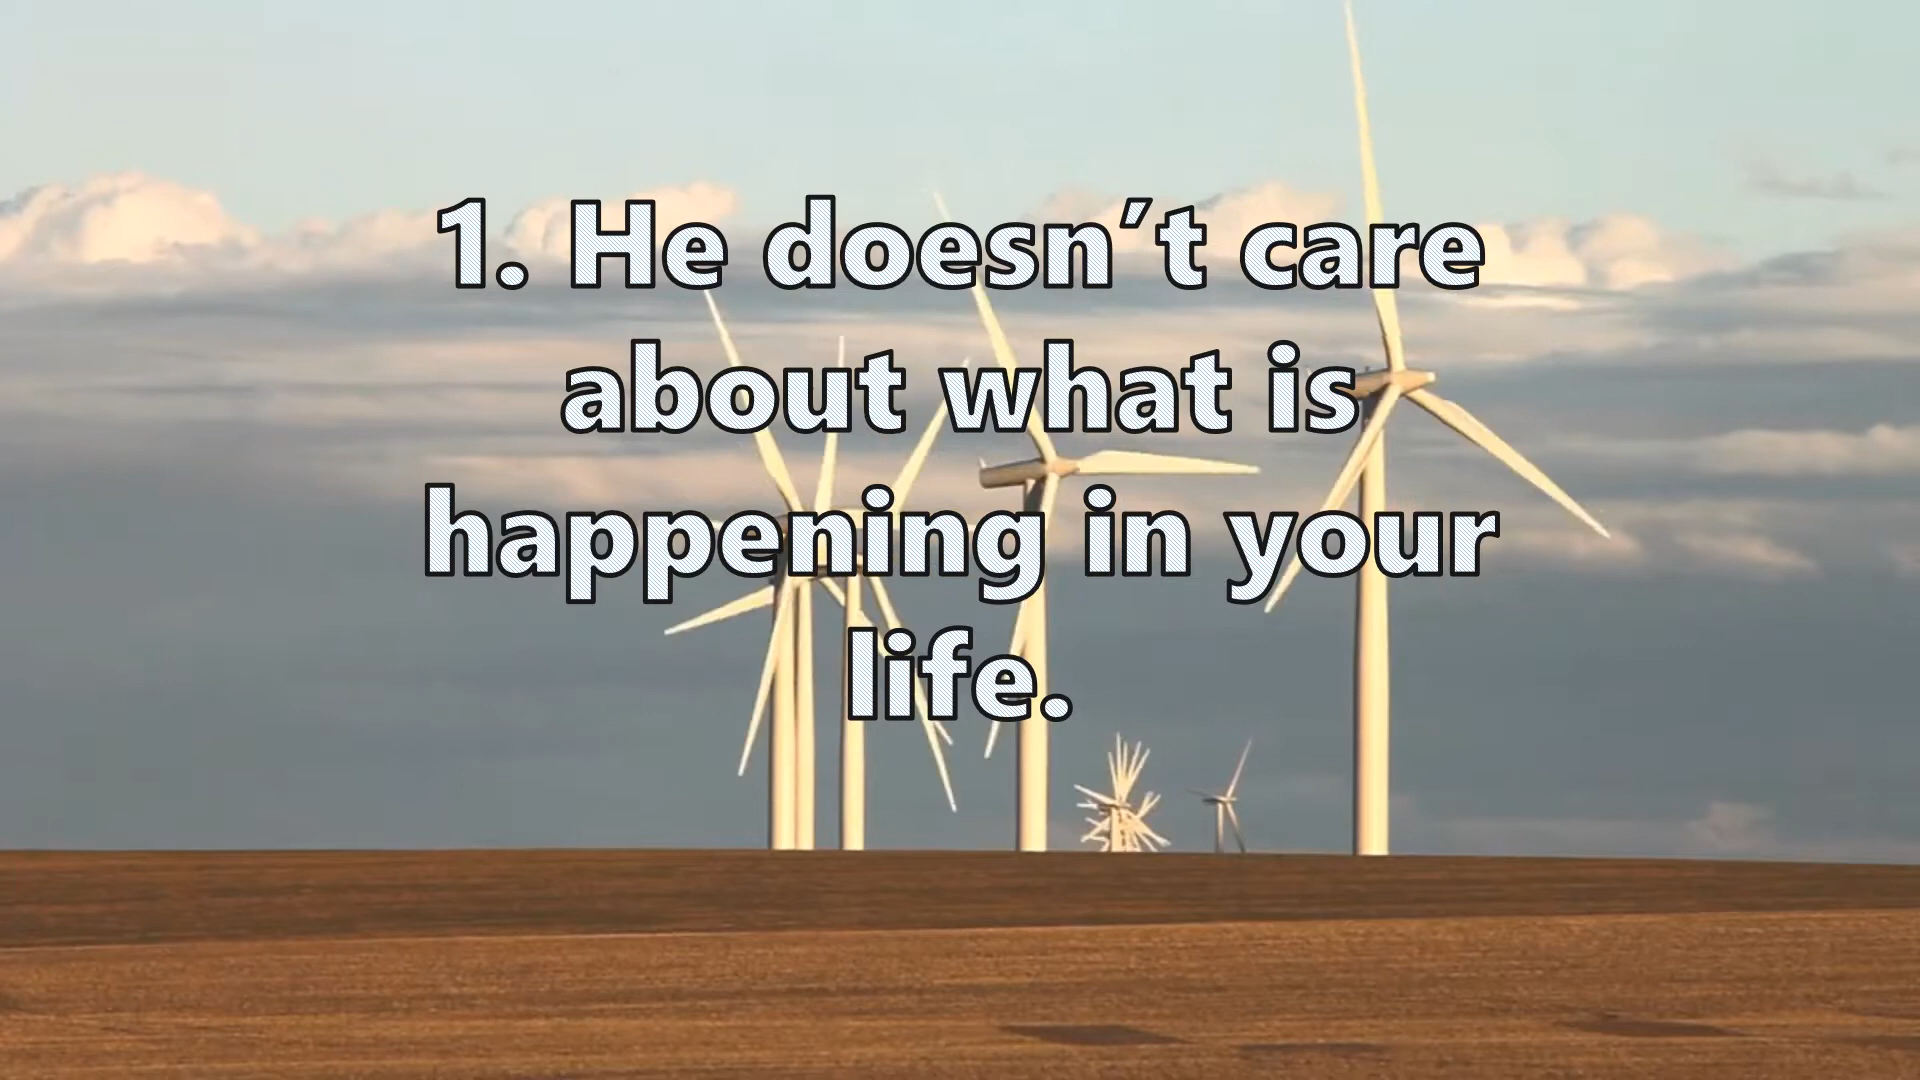 1. He doesn’t care
about what is
happening in your
life.